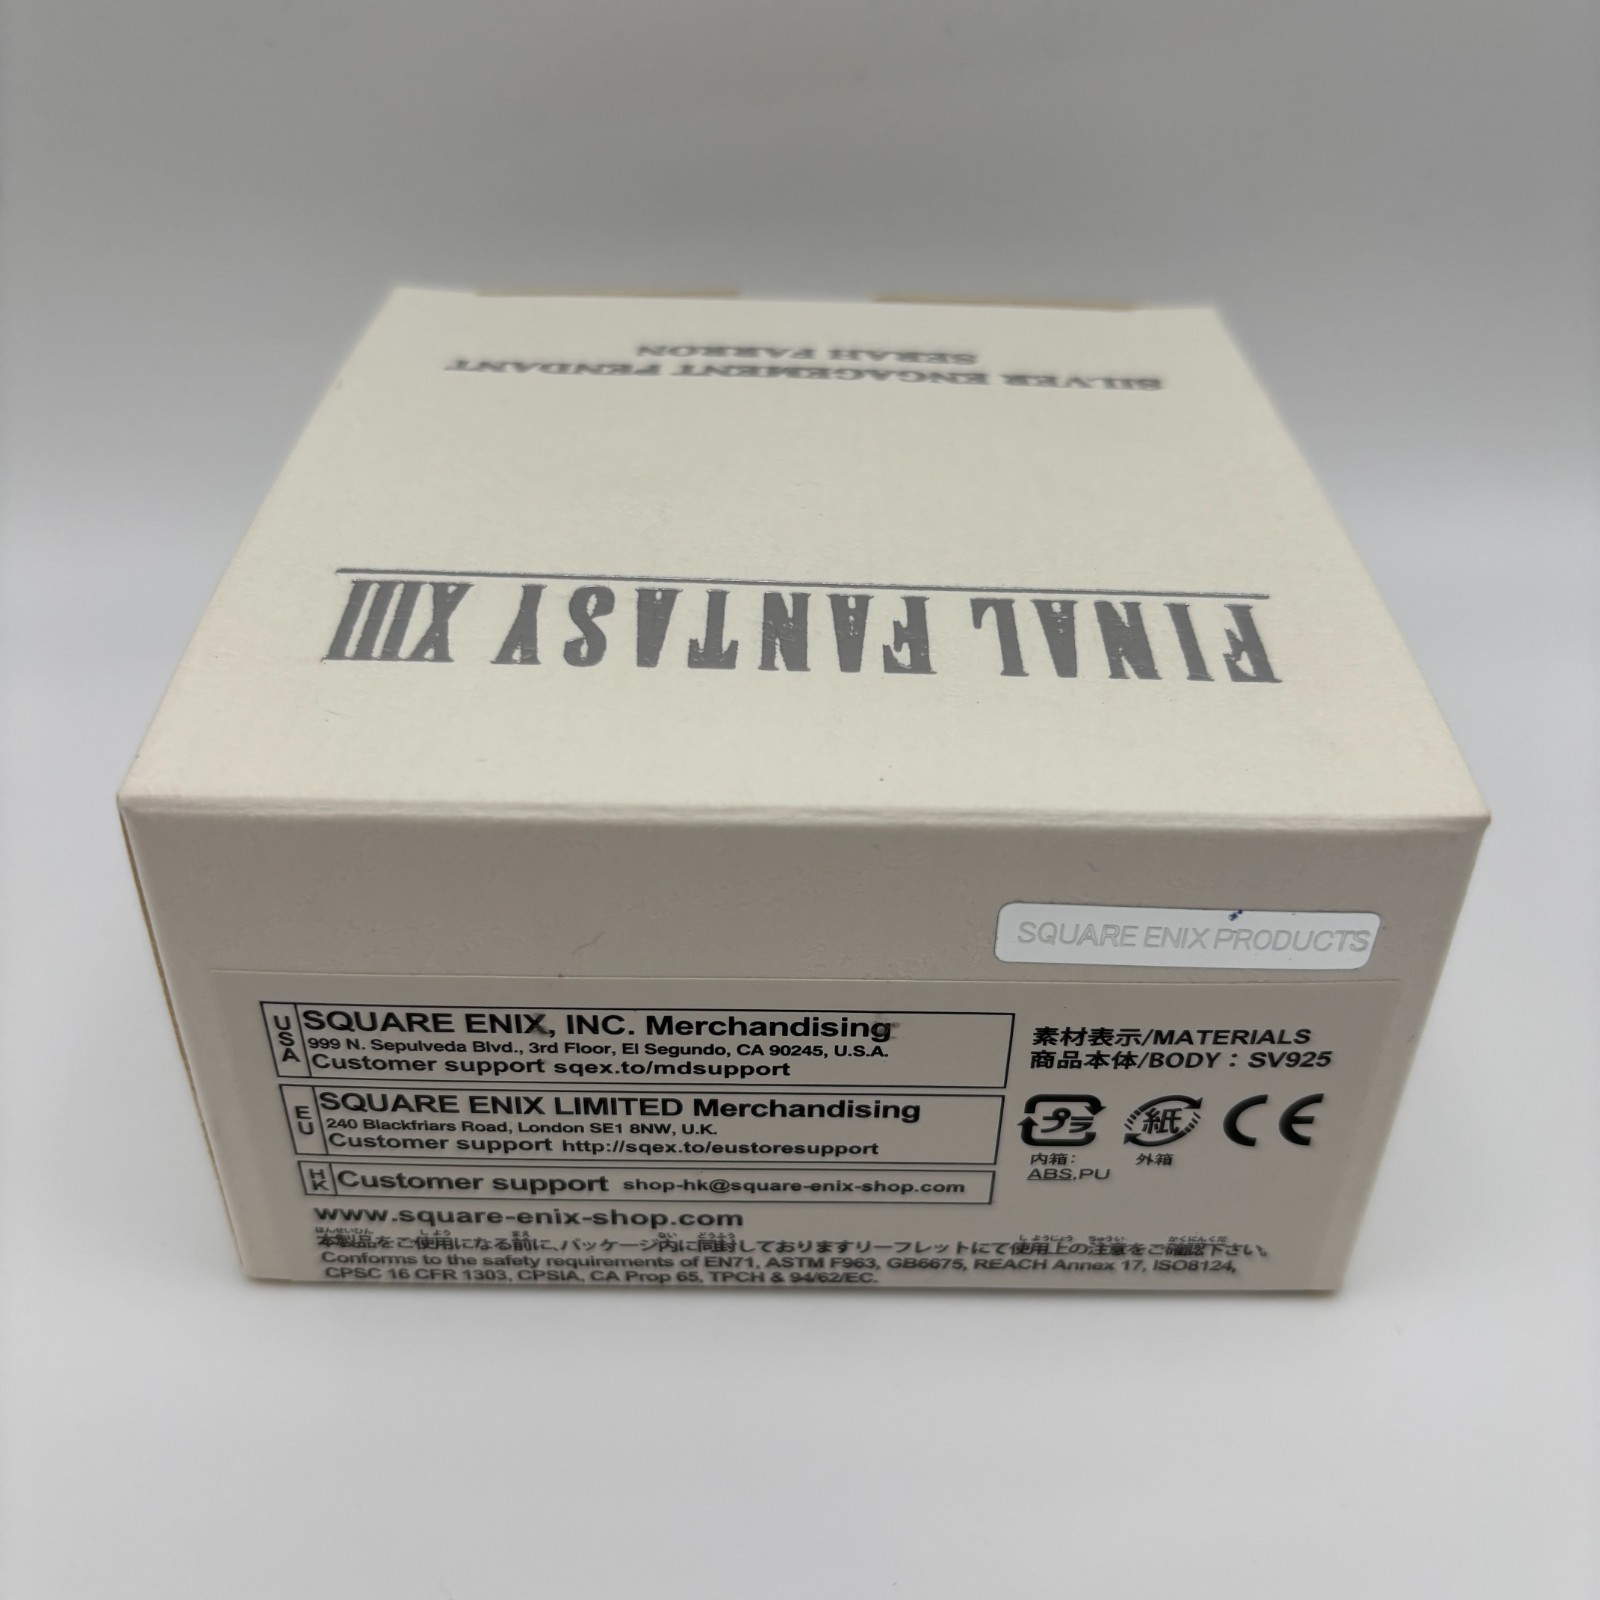 SILVER ENGAGEMENT PENDANT
SERAH FARRON
FINAL FANTASY XIII
SQUARE ENIX PRODUCTS
USA
SQUARE ENIX, INC. Merchandising
999 N. Sepulveda Blvd., 3rd Floor, El Segundo, CA 90245, U.S.A.
Customer support sqex.to/mdsupport
EU
SQUARE ENIX LIMITED Merchandising
240 Blackfriars Road, London SE1 8NW, U.K.
Customer support http://sqex.to/eustoresupport
HK
Customer support shop-hk@square-enix-shop.com
www.square-enix-shop.com
本製品をご使用になる前に、パッケージ内に同封しておりますリーフレットにて使用上の注意をご確認下さい。
Conforms to the safety requirements of EN71, ASTM F963, GB6675, REACH Annex 17, ISO8124,
CPSC 16 CFR 1303, CPSIA, CA Prop 65, TPCH & 94/62/EC.
素材表示/MATERIALS
商品本体/BODY : SV925
プラ
紙
CE
内箱:
ABS,PU
外箱